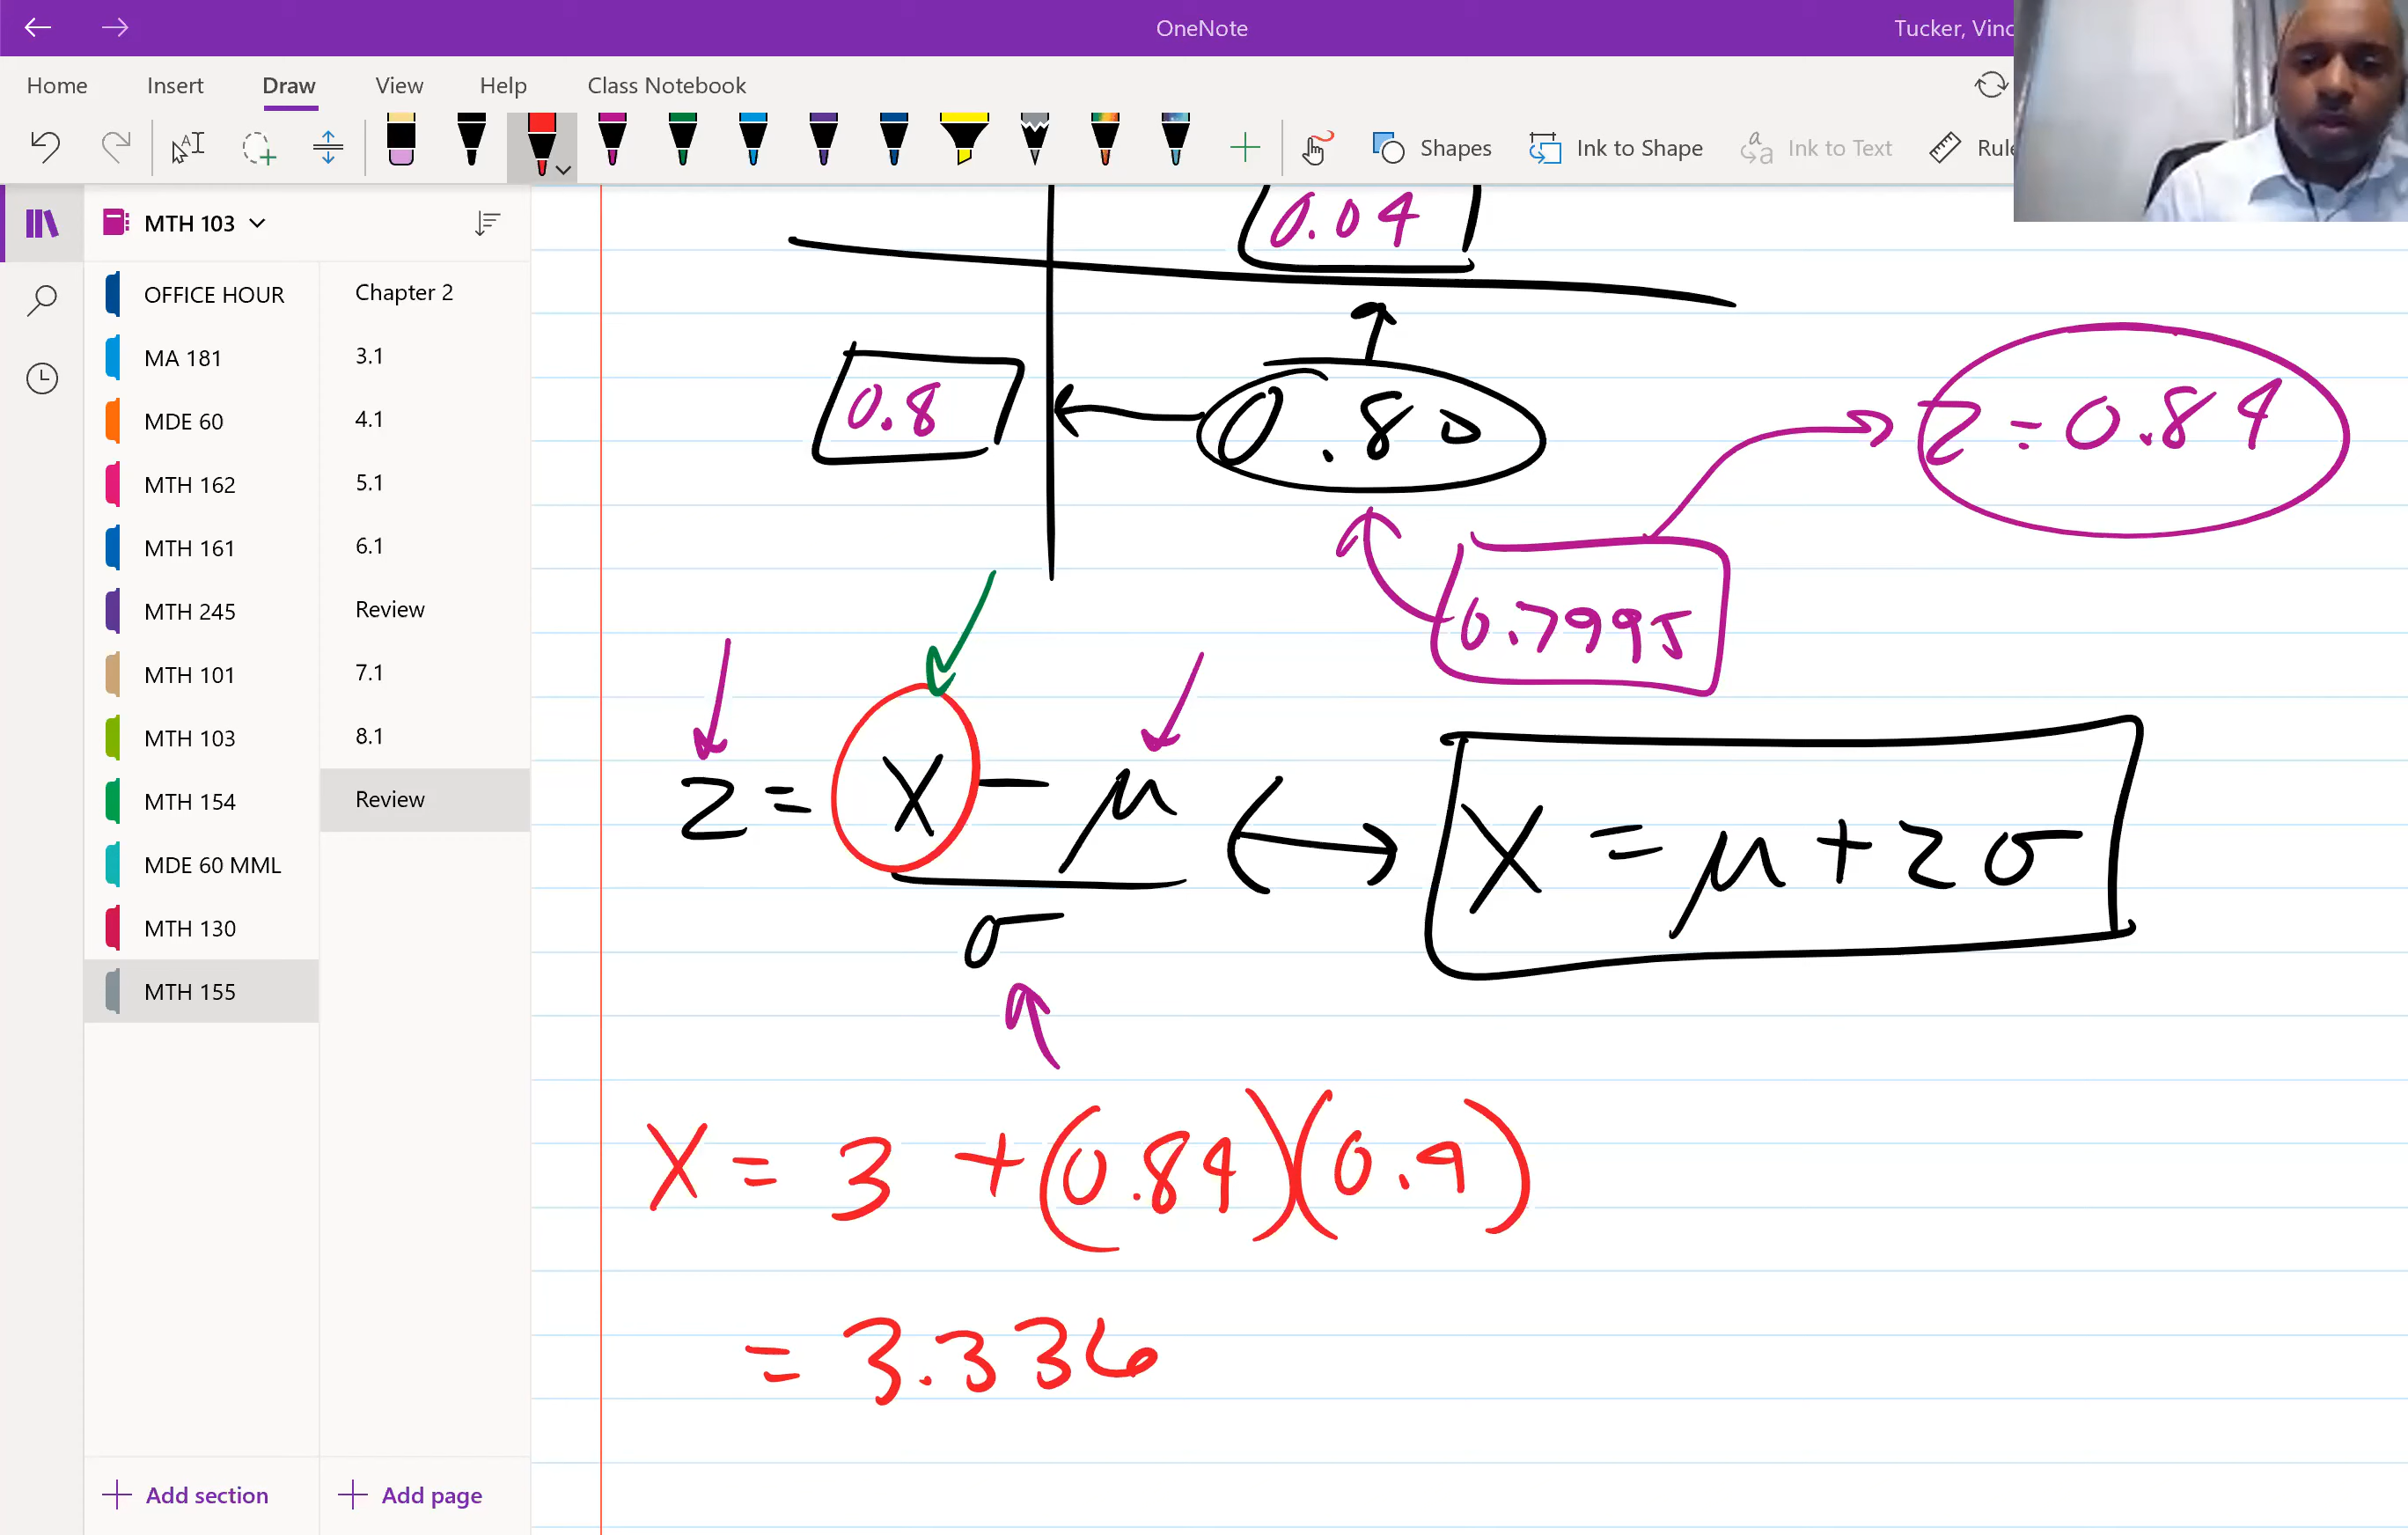 OneNote
Tucker, Vinc
Home Insert Draw View Help Class Notebook
Shapes Ink to Shape Ink to Text Rule
MTH 103
OFFICE HOUR
MA 181
MDE 60
MTH 162
MTH 161
MTH 245
MTH 101
MTH 103
MTH 154
MDE 60 MML
MTH 130
MTH 155
Add section
Chapter 2
3.1
4.1
5.1
6.1
Review
7.1
8.1
Review
Add page
0.04
0.8 0.80 z = 0.84
0.7995
z = x - μ / σ ↔ x = μ + zσ
x = 3 + (0.84)(0.4)
= 3.336